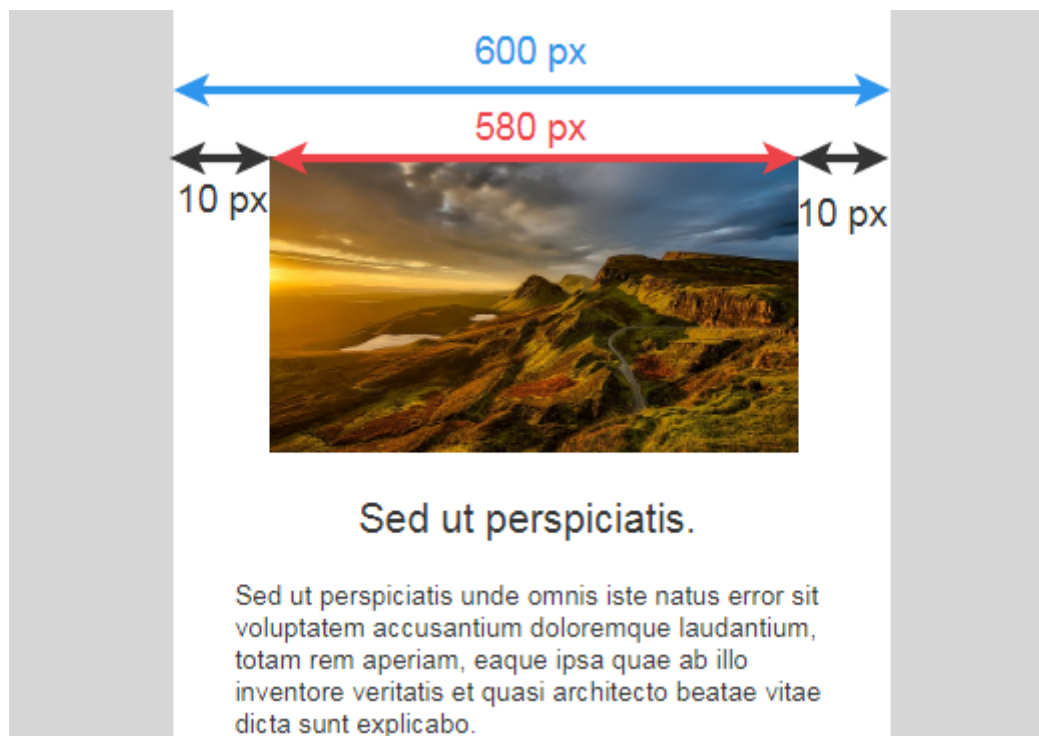 600 px
580 px
10 px
10 px
Sed ut perspiciatis.
Sed ut perspiciatis unde omnis iste natus error sit
voluptatem accusantium doloremque laudantium,
totam rem aperiam, eaque ipsa quae ab illo
inventore veritatis et quasi architecto beatae vitae
dicta sunt explicabo.